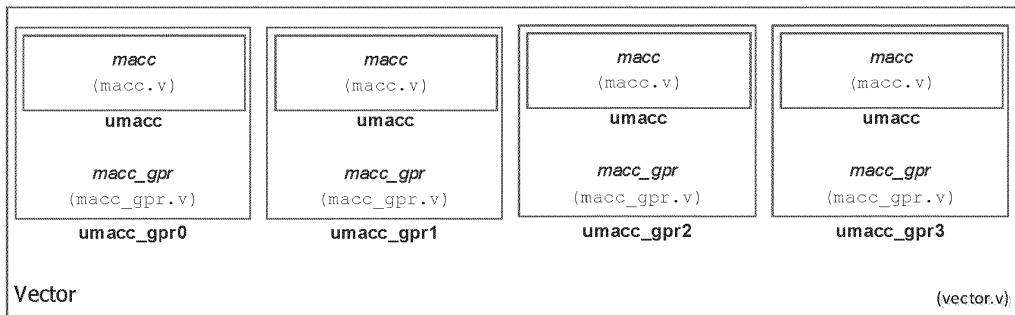 macc macc macc macc
(macc.v) (macc.v) (macc.v) (macc.v)
umacc umacc umacc umacc
macc_gpr macc_gpr macc_gpr macc_gpr
(macc_gpr.v) (macc_gpr.v) (macc_gpr.v) (macc_gpr.v)
umacc_gpr0 umacc_gpr1 umacc_gpr2 umacc_gpr3
Vector (vector.v)